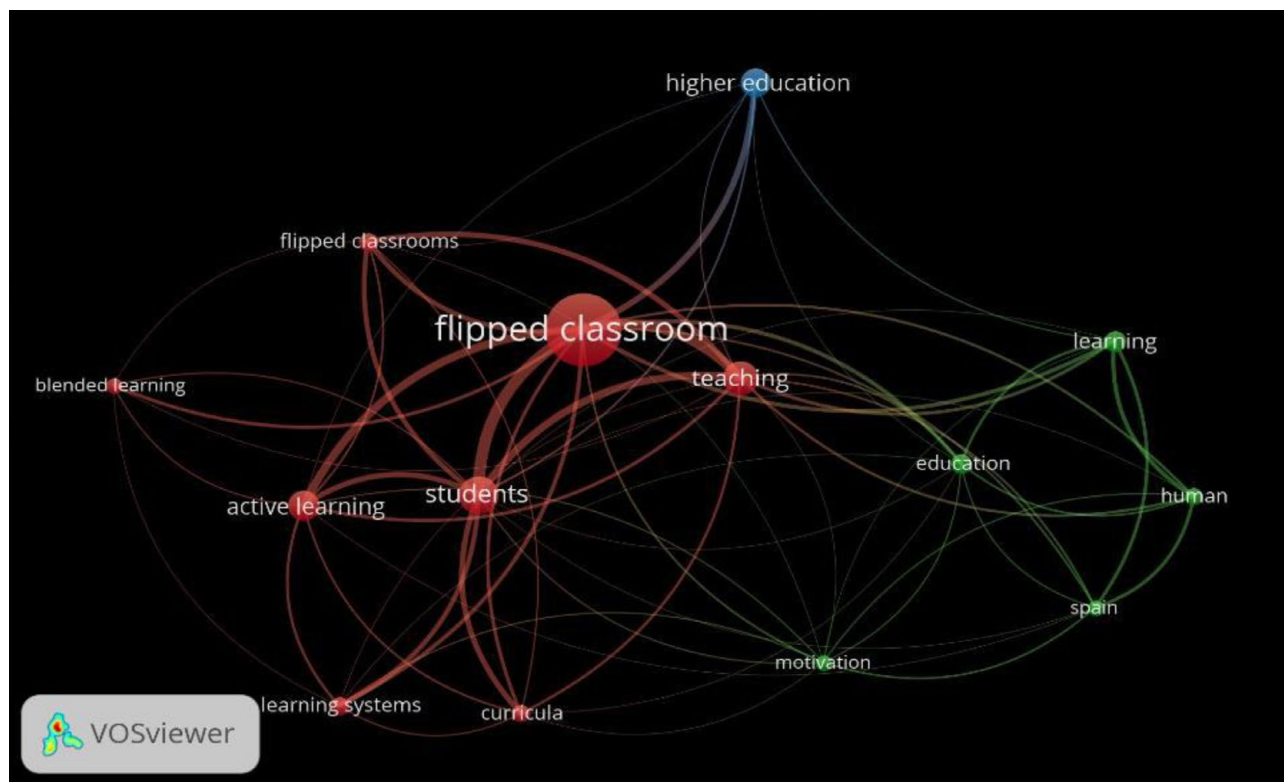 higher education
flipped classrooms
flipped classroom
learning
teaching
blended learning
education
students
human
active learning
spain
motivation
learning systems
curricula
VOSviewer